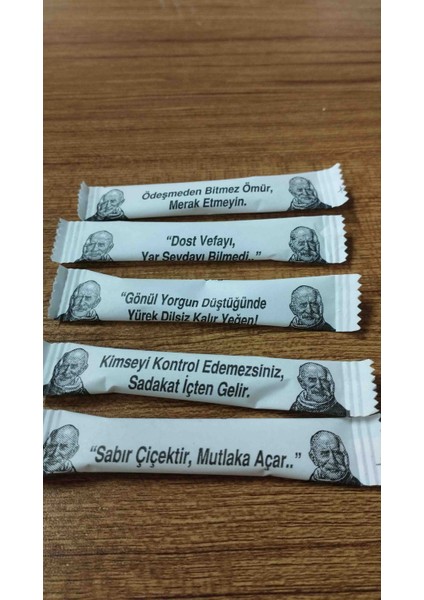 Ödeşmeden Bitmez Ömür,
Merak Etmeyin.
"Dost Vefayı,
Yar Sevdayı Bilmedi.."
"Gönül Yorgun Düştüğünde
Yürek Dilsiz Kalır Yeğen!
Kimseyi Kontrol Edemezsiniz,
Sadakat İçten Gelir.
"Sabır Çiçektir, Mutlaka Açar.."